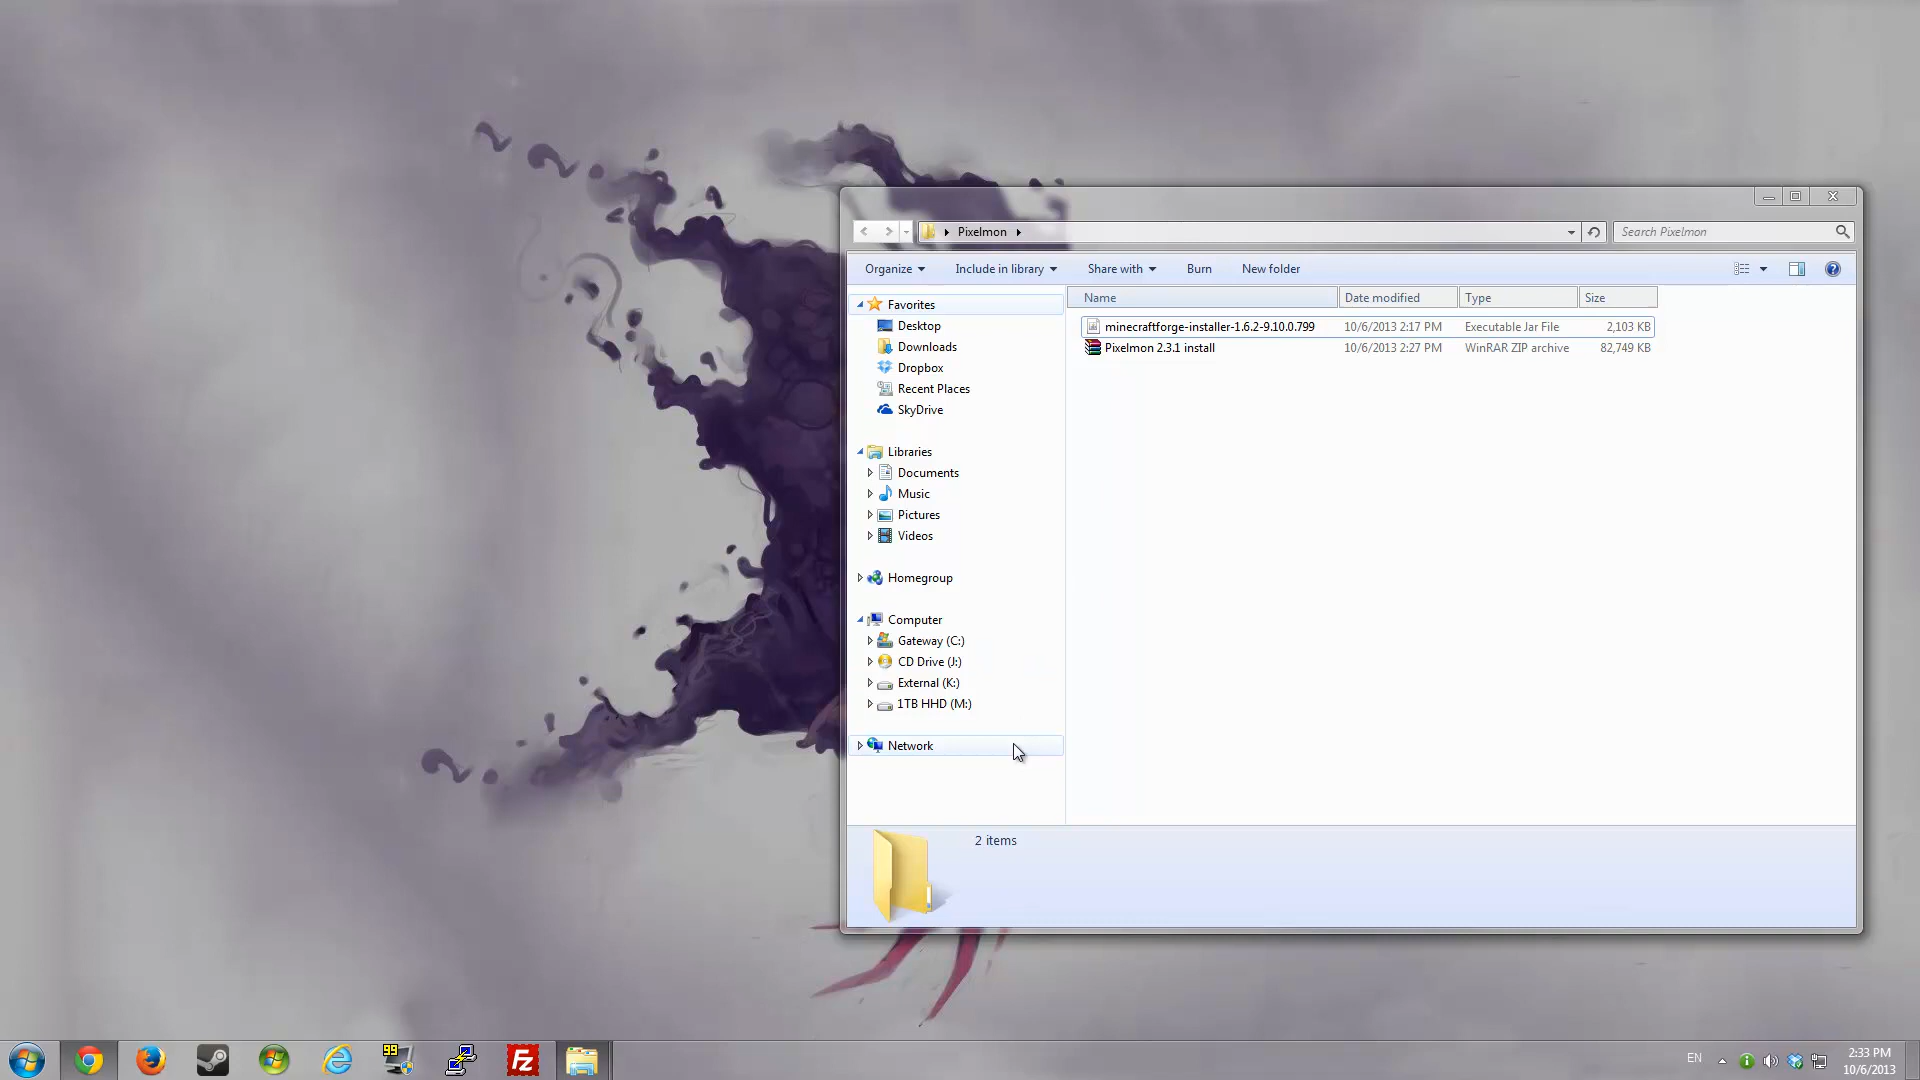 Pixelmon
Search Pixelmon
Organize
Include in library
Share with
Burn
New folder
Name
Date modified
Type
Size
Favorites
Desktop
Downloads
Dropbox
Recent Places
SkyDrive
Libraries
Documents
Music
Pictures
Videos
Homegroup
Computer
Gateway (C:)
CD Drive (J:)
External (K:)
1TB HHD (M:)
Network
minecraftforge-installer-1.6.2-9.10.0.799 10/6/2013 2:17 PM Executable Jar File 2,103 KB
Pixelmon 2.3.1 install 10/6/2013 2:27 PM WinRAR ZIP archive 82,749 KB
2 items
99
Fz
EN
2:33 PM
10/6/2013